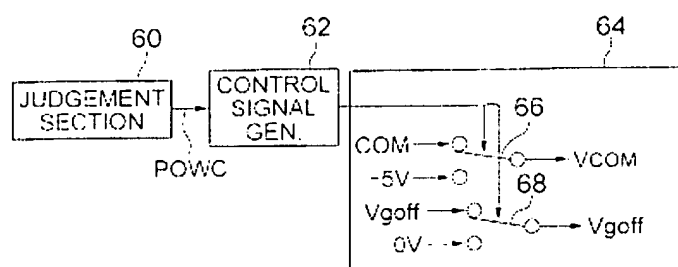 60
62
64
JUDGEMENT
SECTION
CONTROL
SIGNAL
GEN.
POWC
66
COM
VCOM
-5V
68
Vgoff
Vgoff
0V